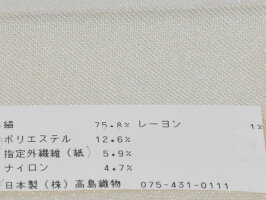 絹 75.8% レーヨン 1%
ポリエステル 12.6%
指定外繊維(紙) 5.9%
ナイロン 4.7%
日本製(株)高島織物 075-431-0111